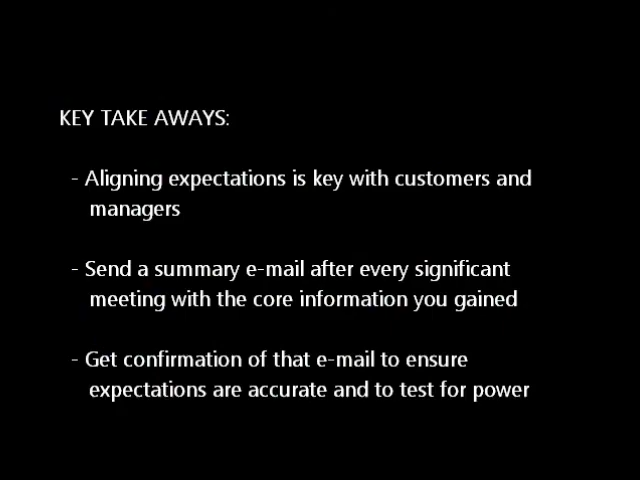 KEY TAKE AWAYS:
- Aligning expectations is key with customers and
managers
- Send a summary e-mail after every significant
meeting with the core information you gained
- Get confirmation of that e-mail to ensure
expectations are accurate and to test for power